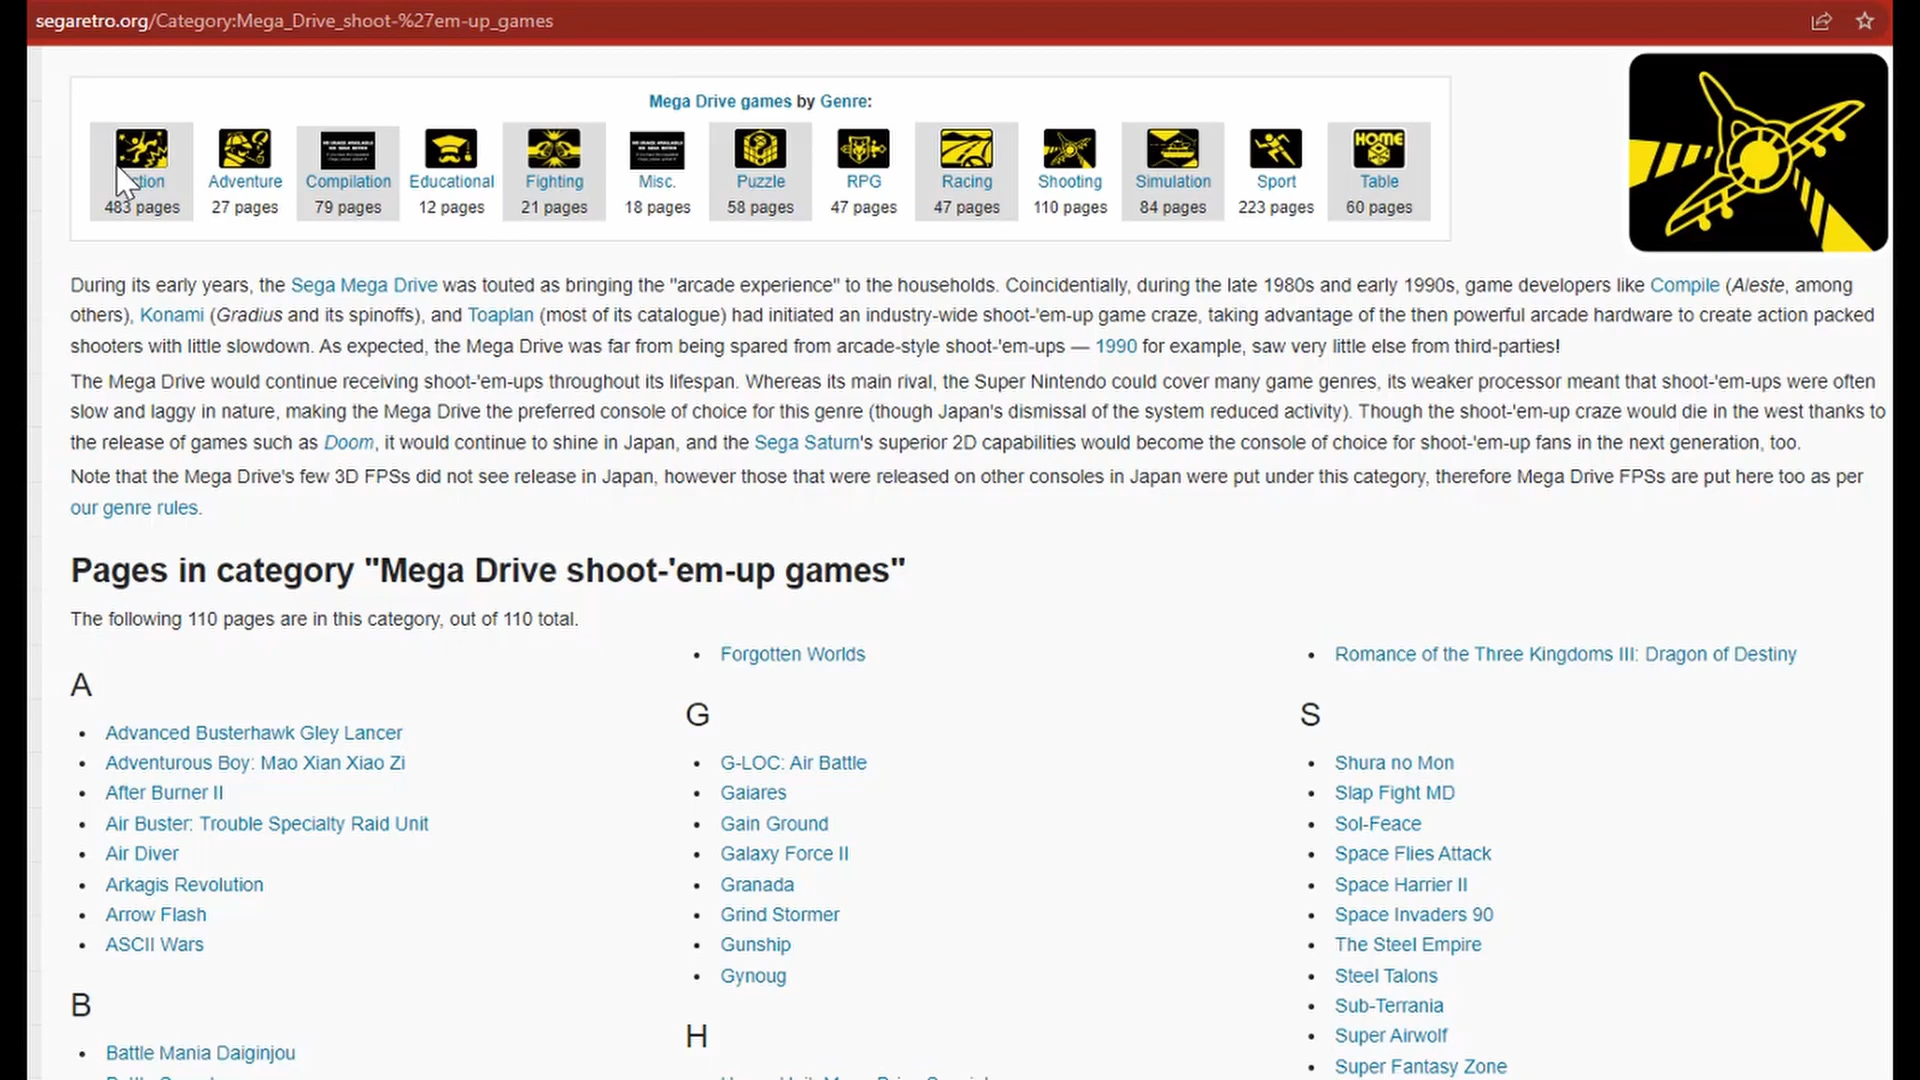 segaretro.org/Category:Mega_Drive_shoot-%27em-up_games
Mega Drive games by Genre:
HOME
Adventure Compilation Educational Fighting Misc. Puzzle RPG Racing Shooting Simulation Sport Table
483 pages 27 pages 79 pages 12 pages 21 pages 18 pages 58 pages 47 pages 47 pages 110 pages 84 pages 223 pages 60 pages
During its early years, the Sega Mega Drive was touted as bringing the "arcade experience" to the households. Coincidentially, during the late 1980s and early 1990s, game developers like Compile (Aleste, among
others), Konami (Gradius and its spinoffs), and Toaplan (most of its catalogue) had initiated an industry-wide shoot-'em-up game craze, taking advantage of the then powerful arcade hardware to create action packed
shooters with little slowdown. As expected, the Mega Drive was far from being spared from arcade-style shoot-'em-ups — 1990 for example, saw very little else from third-parties!
The Mega Drive would continue receiving shoot-'em-ups throughout its lifespan. Whereas its main rival, the Super Nintendo could cover many game genres, its weaker processor meant that shoot-'em-ups were often
slow and laggy in nature, making the Mega Drive the preferred console of choice for this genre (though Japan's dismissal of the system reduced activity). Though the shoot-'em-up craze would die in the west thanks to
the release of games such as Doom, it would continue to shine in Japan, and the Sega Saturn's superior 2D capabilities would become the console of choice for shoot-'em-up fans in the next generation, too.
Note that the Mega Drive's few 3D FPSs did not see release in Japan, however those that were released on other consoles in Japan were put under this category, therefore Mega Drive FPSs are put here too as per
our genre rules.
Pages in category "Mega Drive shoot-'em-up games"
The following 110 pages are in this category, out of 110 total.
A
Advanced Busterhawk Gley Lancer
Adventurous Boy: Mao Xian Xiao Zi
After Burner II
Air Buster: Trouble Specialty Raid Unit
Air Diver
Arkagis Revolution
Arrow Flash
ASCII Wars
B
Battle Mania Daiginjou
Forgotten Worlds
G
G-LOC: Air Battle
Gaiares
Gain Ground
Galaxy Force II
Granada
Grind Stormer
Gunship
Gynoug
H
Romance of the Three Kingdoms III: Dragon of Destiny
S
Shura no Mon
Slap Fight MD
Sol-Feace
Space Flies Attack
Space Harrier II
Space Invaders 90
The Steel Empire
Steel Talons
Sub-Terrania
Super Airwolf
Super Fantasy Zone